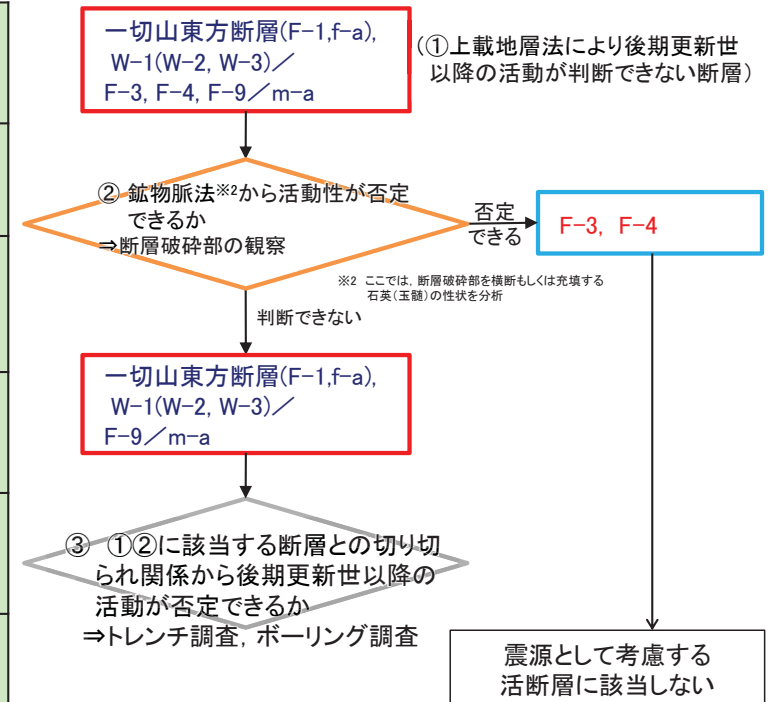 一切山東方断層(F-1,f-a),
W-1(W-2, W-3)／
F-3, F-4, F-9／m-a
(①上載地層法により後期更新世
以降の活動が判断できない断層)
② 鉱物脈法※2から活動性が否定
できるか
⇒断層破砕部の観察
否定
できる
F-3, F-4
※2 ここでは，断層破砕部を横断もしくは充填する
石英(玉髄)の性状を分析
判断できない
一切山東方断層(F-1,f-a),
W-1(W-2, W-3)／
F-9／m-a
③ ①②に該当する断層との切り切
られ関係から後期更新世以降の
活動が否定できるか
⇒トレンチ調査，ボーリング調査
震源として考慮する
活断層に該当しない